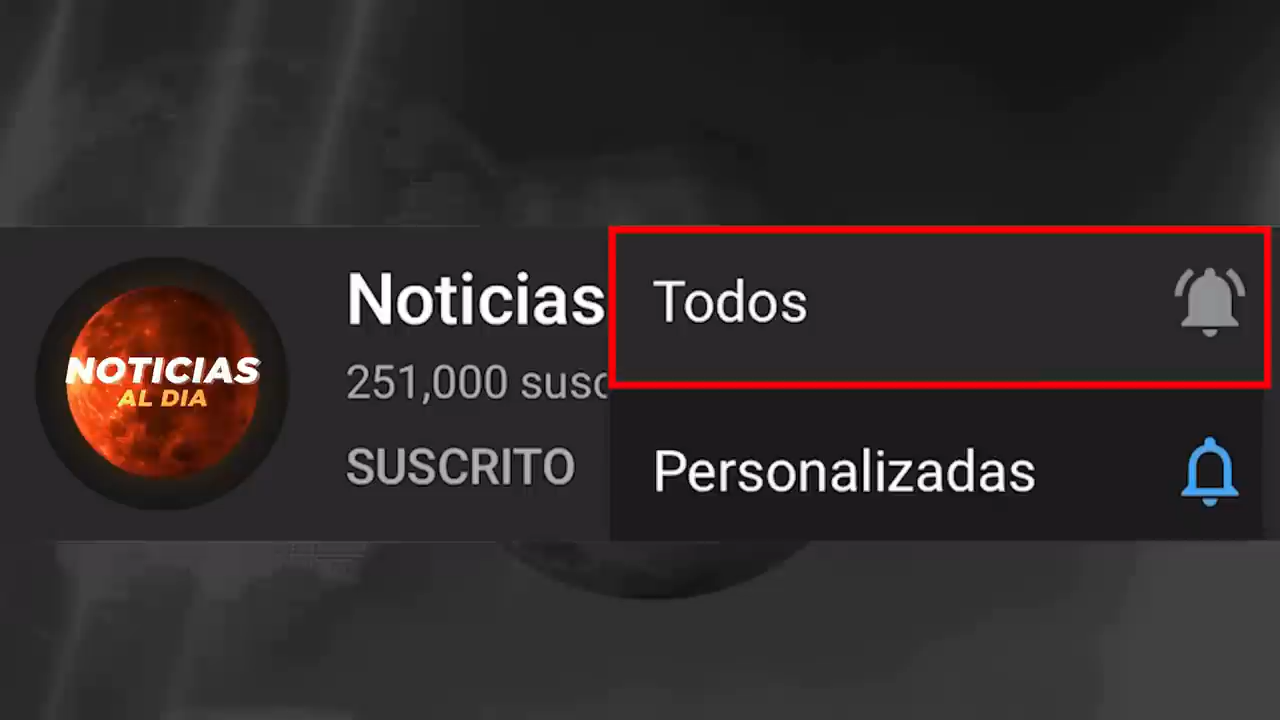 NOTICIAS
AL DIA
Noticias
251,000 susc
SUSCRITO
Todos
Personalizadas